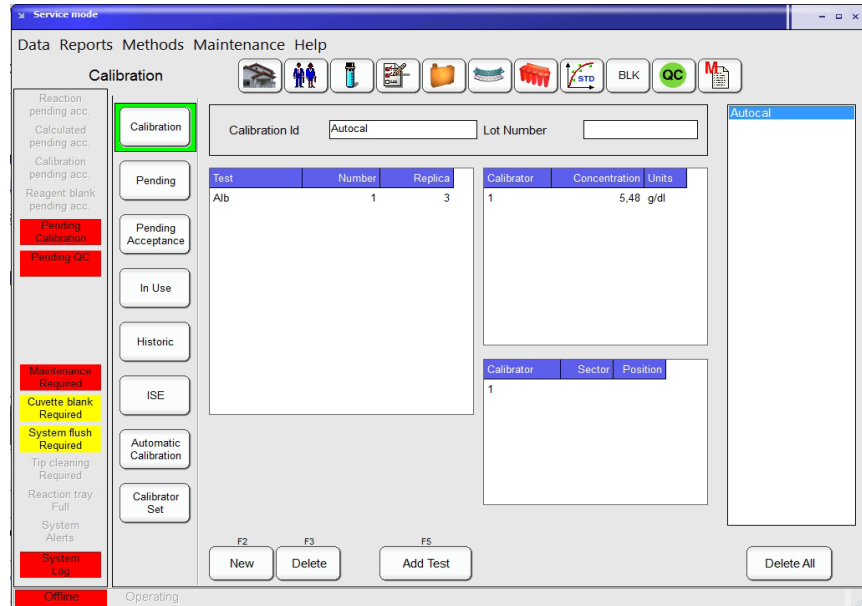 Service mode
Data Reports Methods Maintenance Help
Calibration
STD
BLK
QC
M
Reaction
pending acc.
Calculated
pending acc.
Calibration
pending acc.
Reagent blank
pending acc.
Pending
Calibration
Pending QC
Maintenance
Required
Cuvette blank
Required
System flush
Required
Tip cleaning
Required
Reaction tray
Full
System
Alerts
System
Log
Calibration
Pending
Pending
Acceptance
In Use
Historic
ISE
Automatic
Calibration
Calibrator
Set
Calibration Id Autocal Lot Number
Test Number Replica
Alb 1 3
Calibrator Concentration Units
1 5,48 g/dl
Calibrator Sector Position
1
Autocal
F2 F3 F5
New Delete Add Test Delete All
Offline Operating